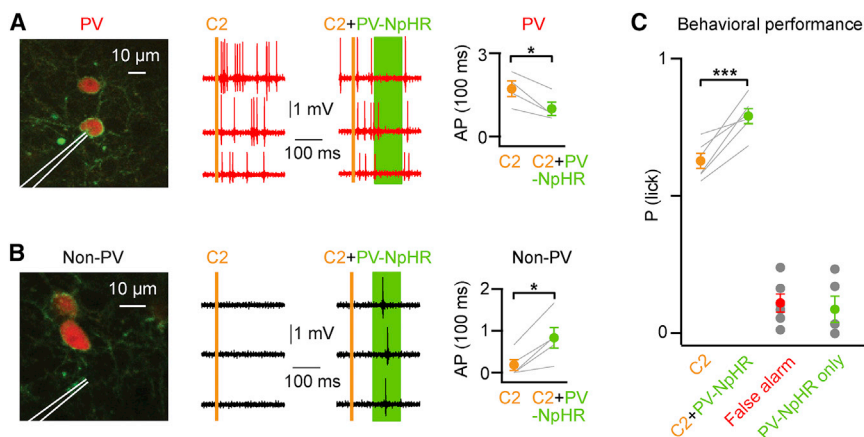 A
PV
10 µm
C2
C2+PV-NpHR
1 mV
100 ms
PV
*
3
0
AP (100 ms)
C2
C2+PV
-NpHR
B
Non-PV
10 µm
C2
C2+PV-NpHR
1 mV
100 ms
Non-PV
*
2
1
0
AP (100 ms)
C2
C2+PV
-NpHR
C
Behavioral performance
1
***
P (lick)
0
C2
C2+PV-NpHR
False alarm
PV-NpHR only